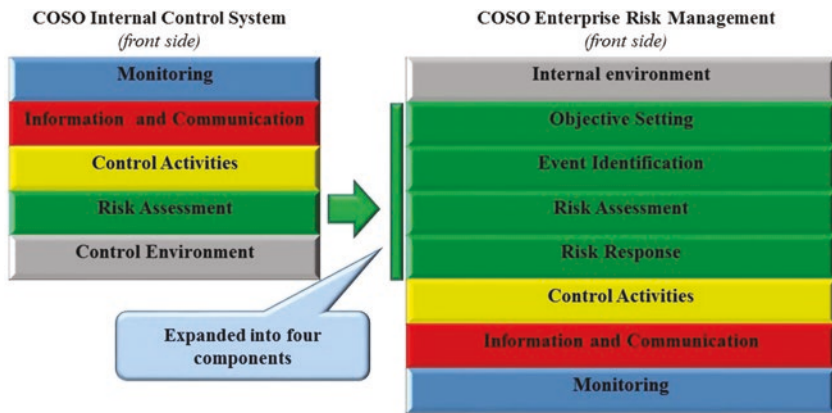 COSO Internal Control System
(front side)
Monitoring
Information and Communication
Control Activities
Risk Assessment
Control Environment
Expanded into four
components
COSO Enterprise Risk Management
(front side)
Internal environment
Objective Setting
Event Identification
Risk Assessment
Risk Response
Control Activities
Information and Communication
Monitoring